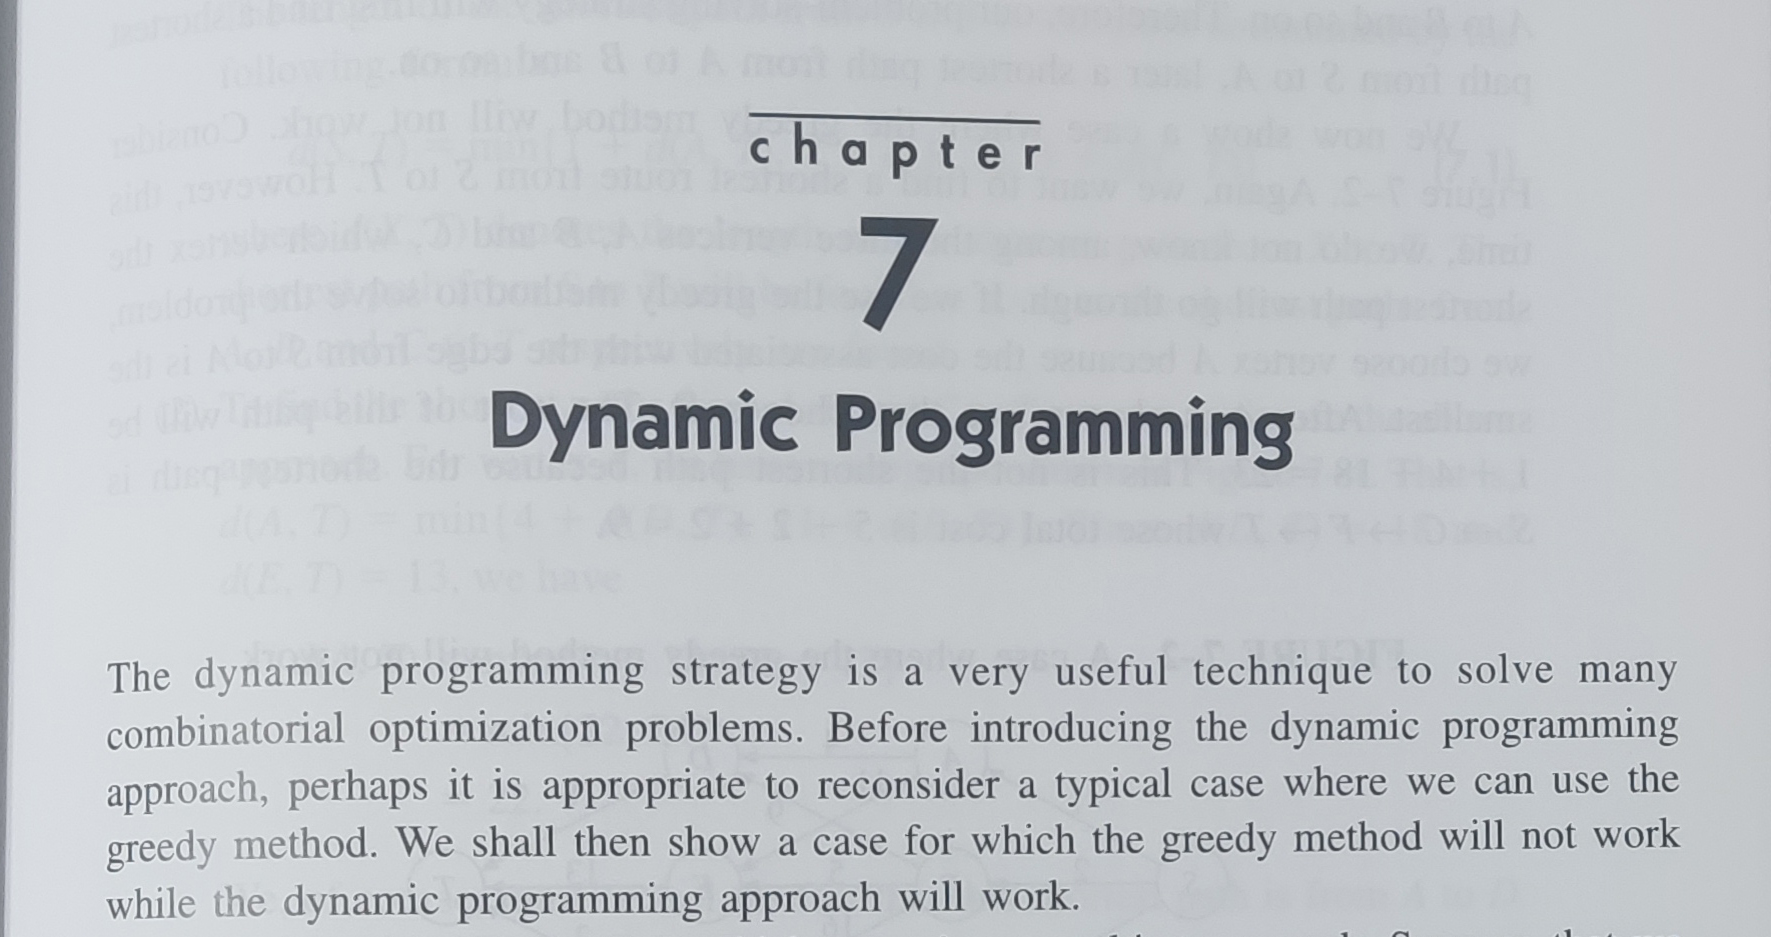 chapter
7
Dynamic Programming
The dynamic programming strategy is a very useful technique to solve many
combinatorial optimization problems. Before introducing the dynamic programming
approach, perhaps it is appropriate to reconsider a typical case where we can use the
greedy method. We shall then show a case for which the greedy method will not work
while the dynamic programming approach will work.